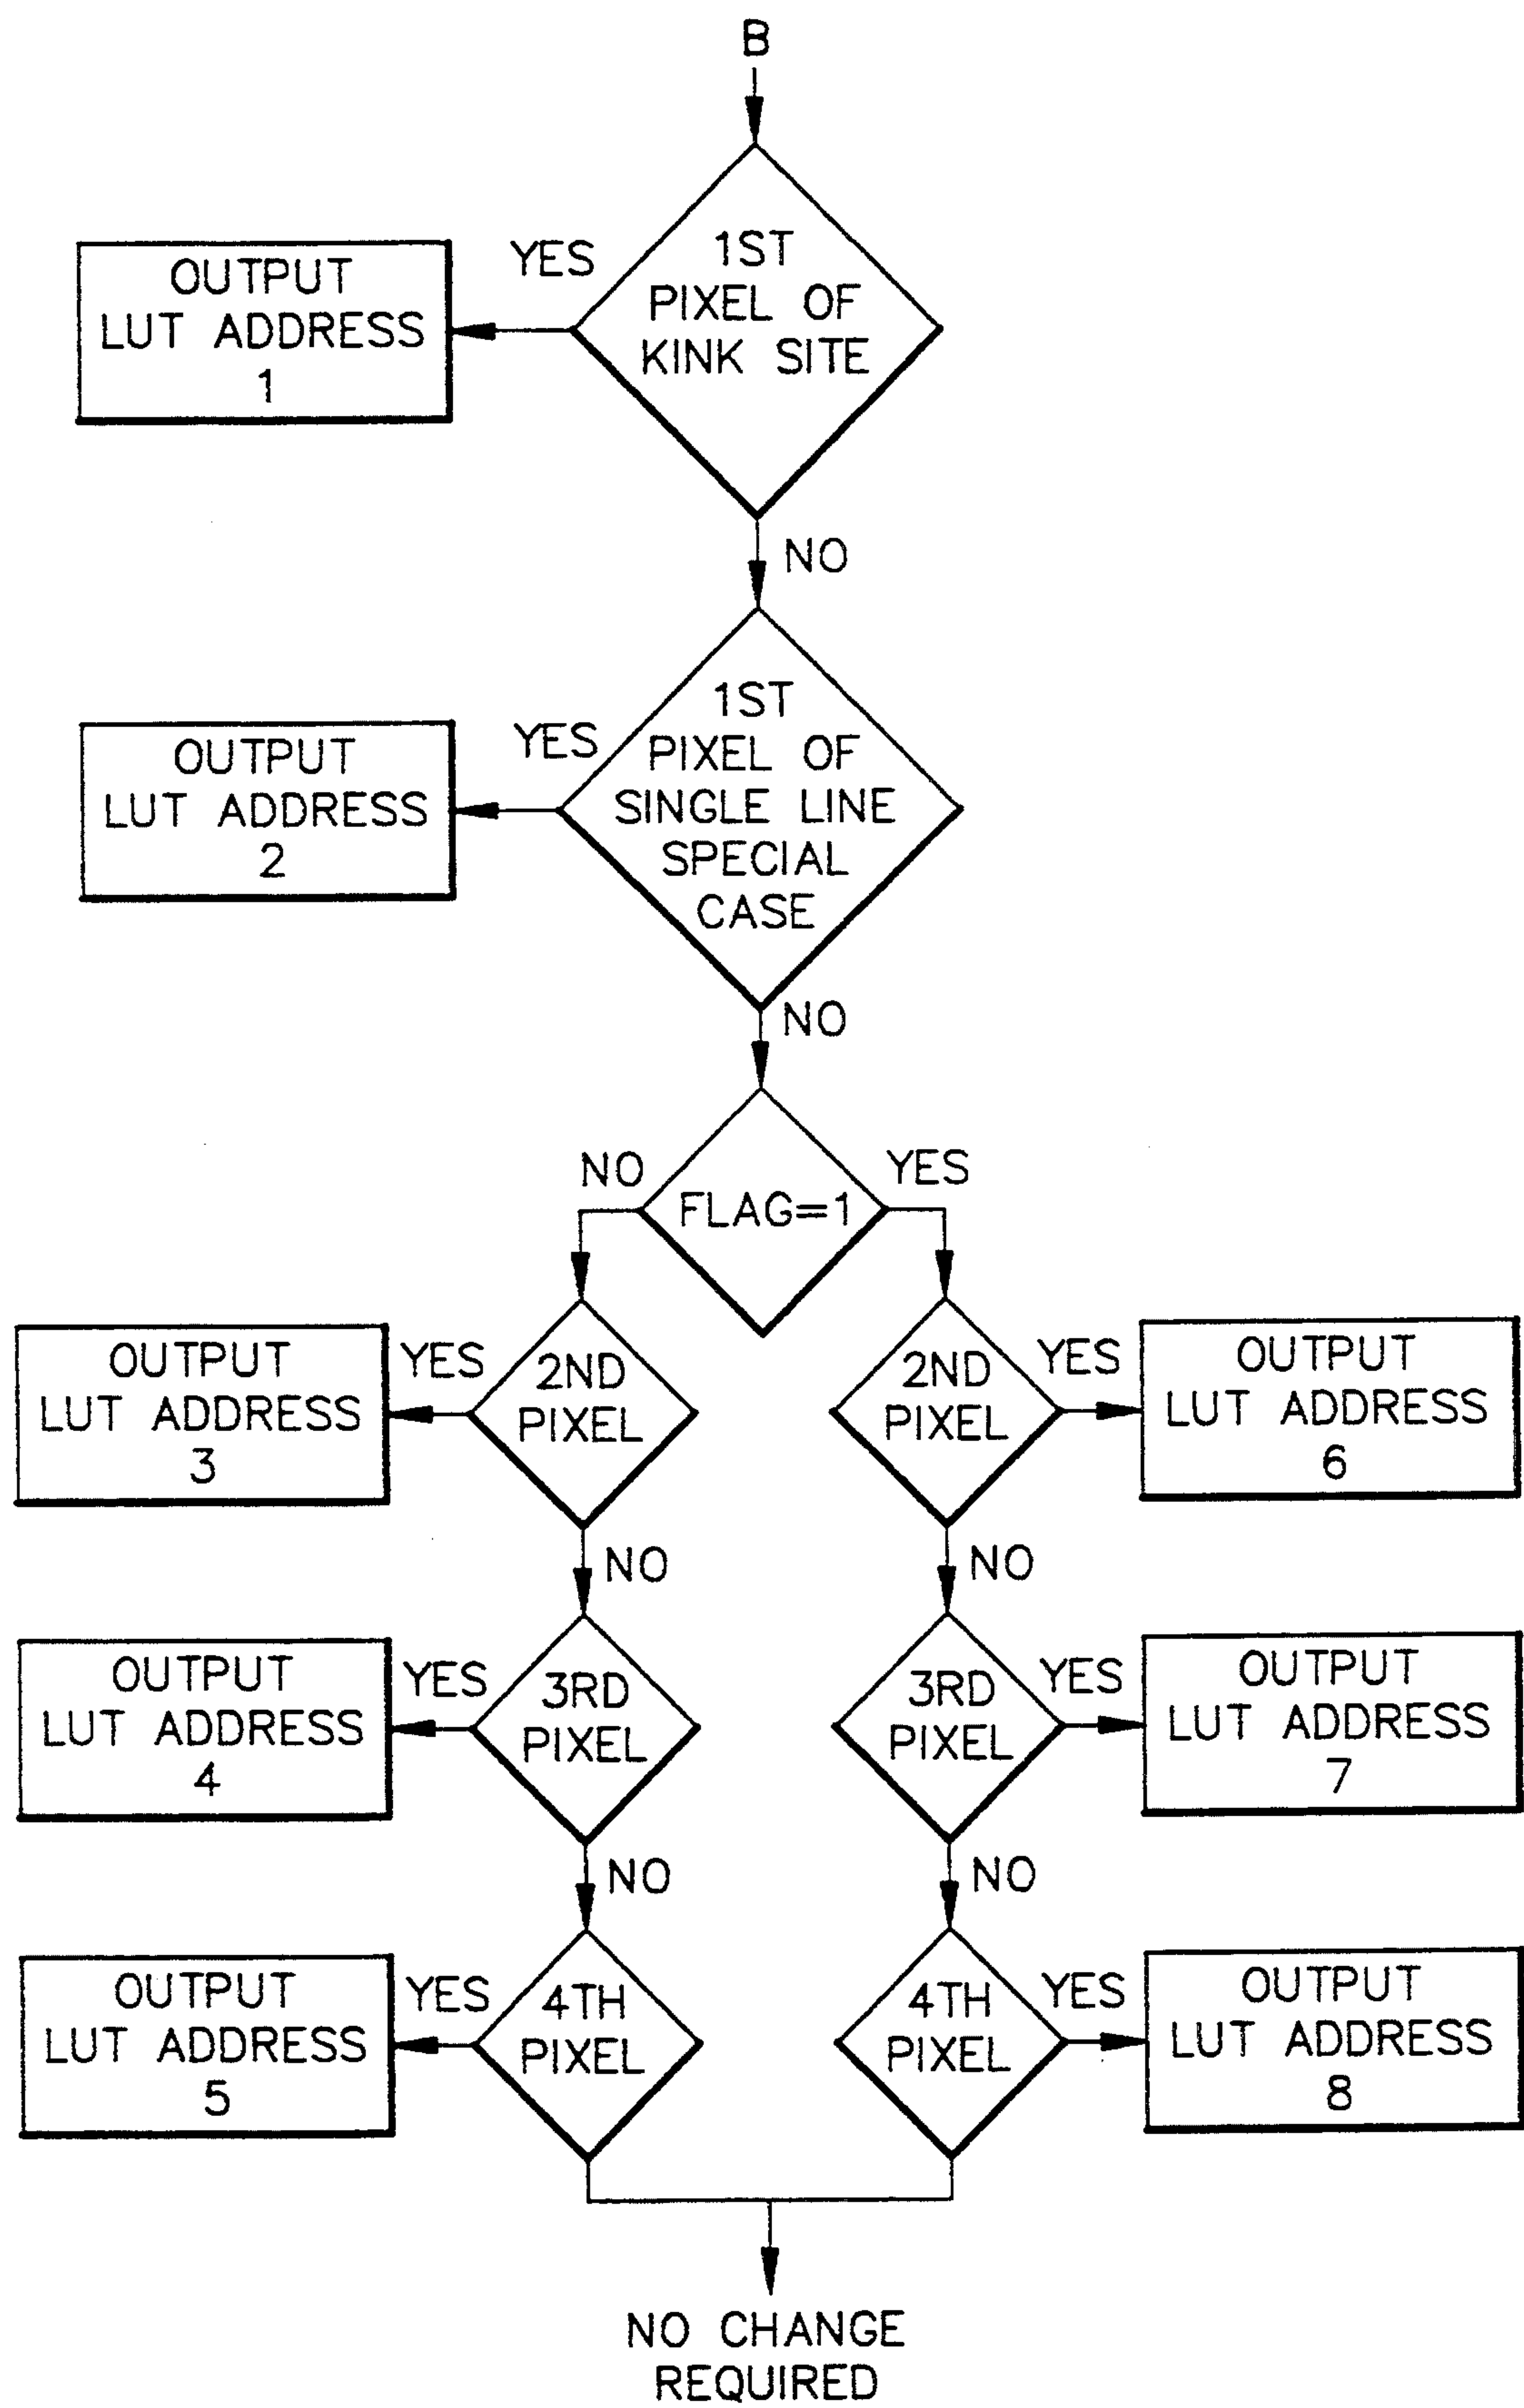 B
YES
1ST
PIXEL OF
KINK SITE
OUTPUT
LUT ADDRESS
1
NO
YES
1ST
PIXEL OF
SINGLE LINE
SPECIAL
CASE
OUTPUT
LUT ADDRESS
2
NO
NO
FLAG=1
YES
OUTPUT
LUT ADDRESS
3
YES
2ND
PIXEL
2ND
PIXEL
YES
OUTPUT
LUT ADDRESS
6
NO
NO
OUTPUT
LUT ADDRESS
4
YES
3RD
PIXEL
3RD
PIXEL
YES
OUTPUT
LUT ADDRESS
7
NO
NO
OUTPUT
LUT ADDRESS
5
YES
4TH
PIXEL
4TH
PIXEL
YES
OUTPUT
LUT ADDRESS
8
NO CHANGE
REQUIRED